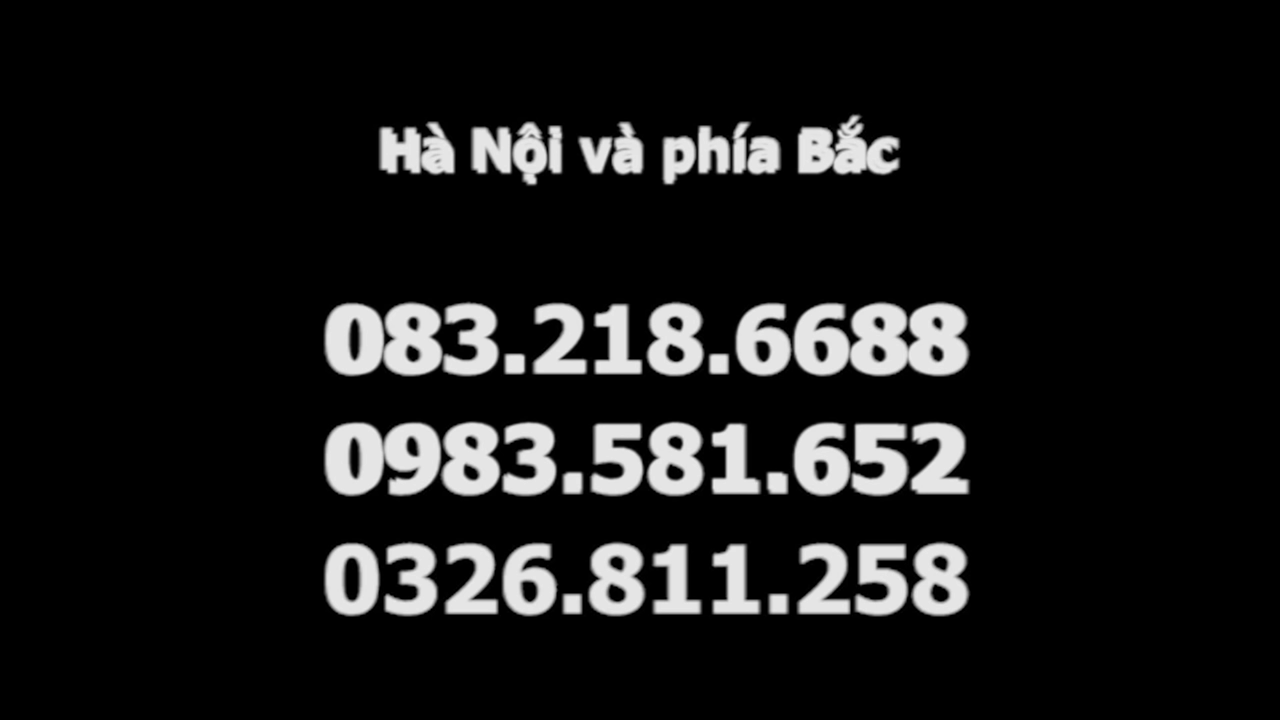 Hà Nội và phía Bắc
083.218.6688
0983.581.652
0326.811.258